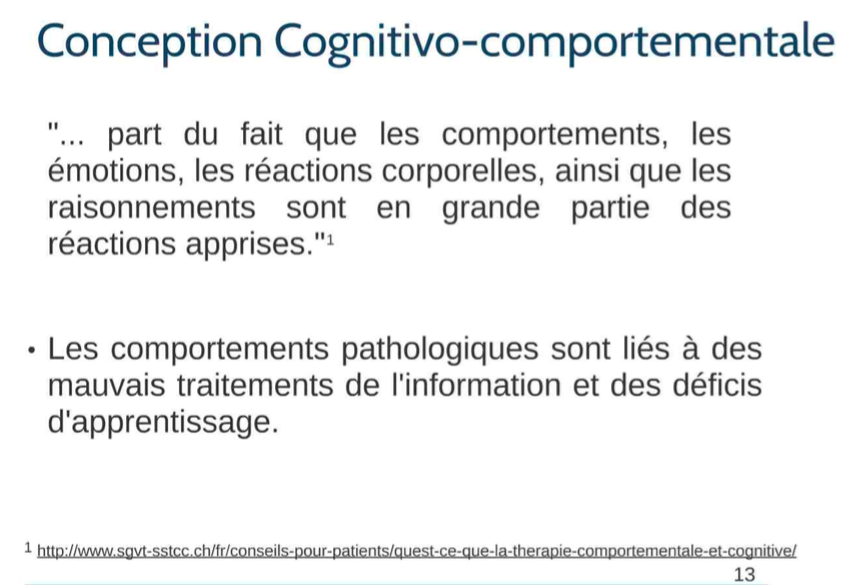 Conception Cognitivo-comportementale
"... part du fait que les comportements, les
émotions, les réactions corporelles, ainsi que les
raisonnements sont en grande partie des
réactions apprises."1
• Les comportements pathologiques sont liés à des
mauvais traitements de l'information et des déficis
d'apprentissage.
1 http://www.sgvt-sstcc.ch/fr/conseils-pour-patients/quest-ce-que-la-therapie-comportementale-et-cognitive/
13